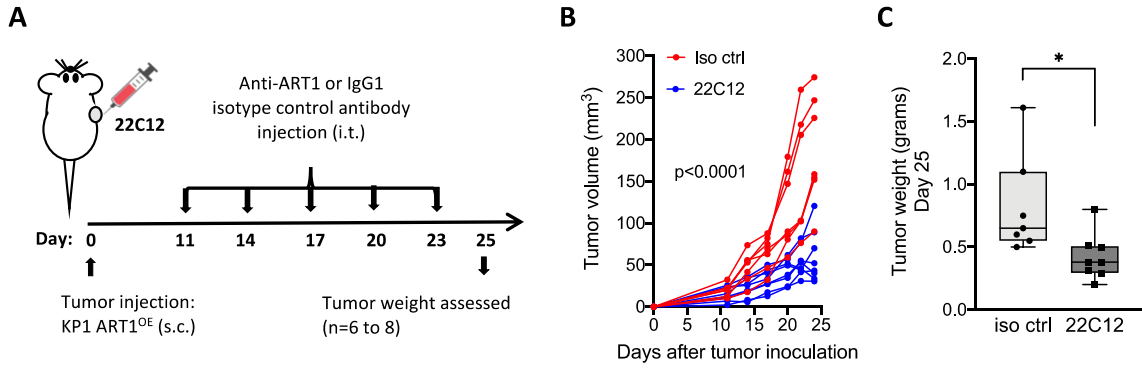 A
22C12
Anti-ART1 or IgG1
isotype control antibody
injection (i.t.)
Day: 0 11 14 17 20 23 25
Tumor injection:
KP1 ART1ᴼᴱ (s.c.)
Tumor weight assessed
(n=6 to 8)
B
Iso ctrl
22C12
p<0.0001
Tumor volume (mm³)
300
250
200
150
100
50
0
0 5 10 15 20 25
Days after tumor inoculation
C
*
Tumor weight (grams)
Day 25
2.0
1.5
1.0
0.5
0.0
iso ctrl 22C12